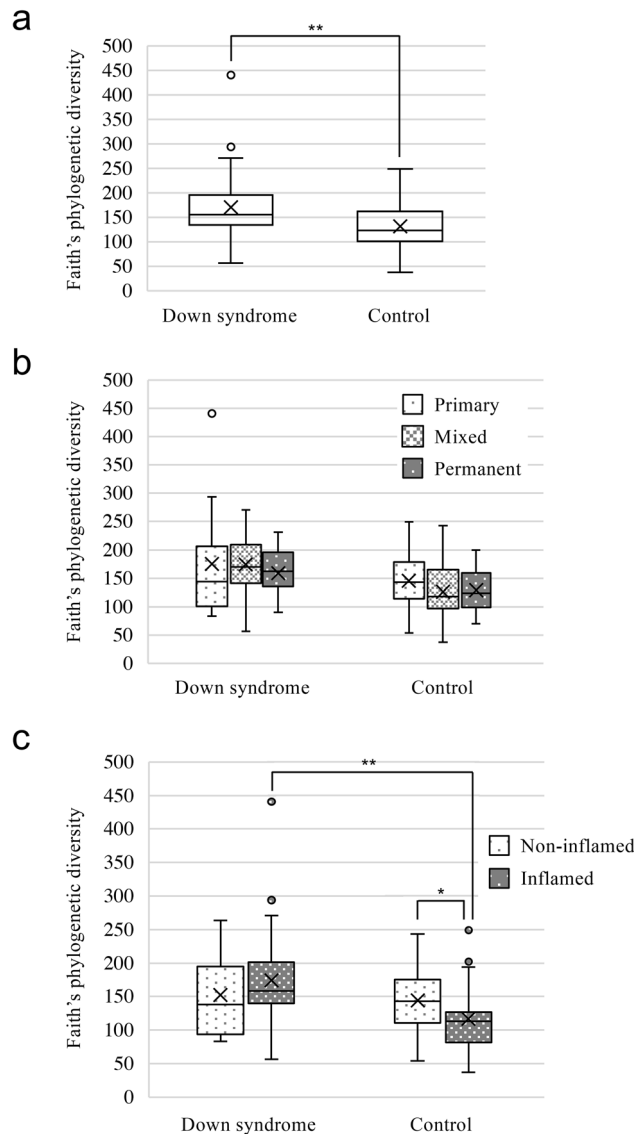 a
**
500
450
400
350
300
250
200
150
100
50
0
Faith's phylogenetic diversity
Down syndrome
Control
b
500
450
400
350
300
250
200
150
100
50
0
Faith's phylogenetic diversity
Primary
Mixed
Permanent
Down syndrome
Control
c
500
450
400
350
300
250
200
150
100
50
0
Faith's phylogenetic diversity
**
*
Non-inflamed
Inflamed
Down syndrome
Control